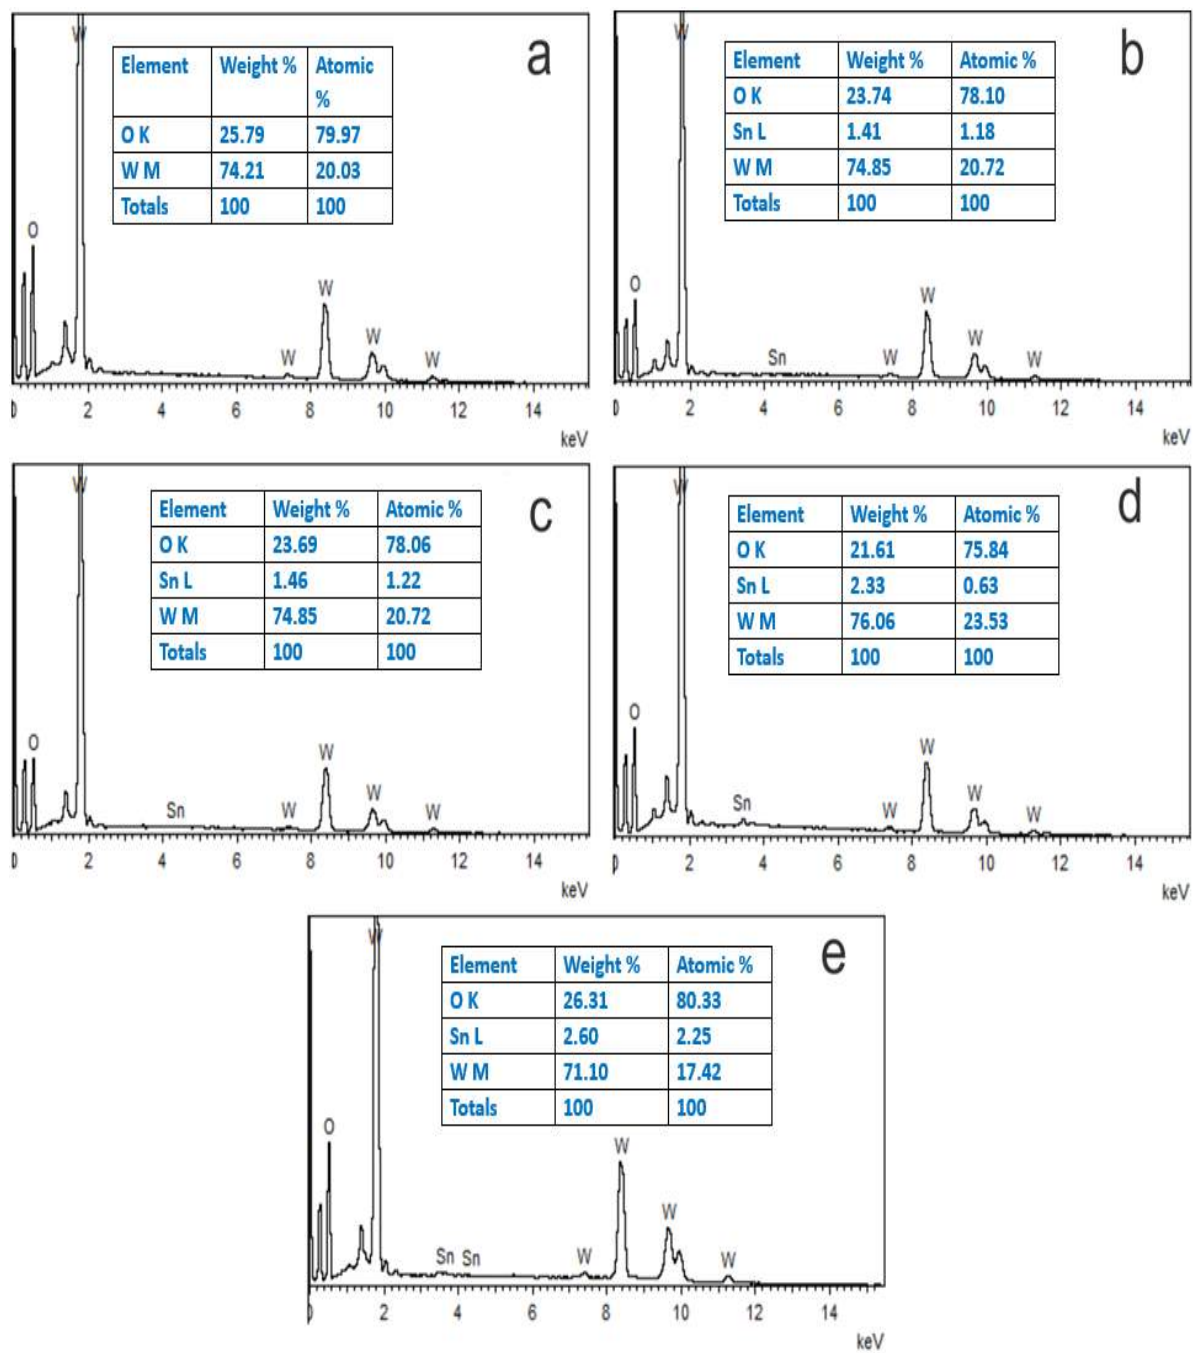 a
W
Element Weight % Atomic %
O K 25.79 79.97
W M 74.21 20.03
Totals 100 100
O
W
W
W
W
0 2 4 6 8 10 12 14
keV
b
W
Element Weight % Atomic %
O K 23.74 78.10
Sn L 1.41 1.18
W M 74.85 20.72
Totals 100 100
O
Sn
W
W
W
W
0 2 4 6 8 10 12 14
keV
c
W
Element Weight % Atomic %
O K 23.69 78.06
Sn L 1.46 1.22
W M 74.85 20.72
Totals 100 100
O
Sn
W
W
W
W
0 2 4 6 8 10 12 14
keV
d
W
Element Weight % Atomic %
O K 21.61 75.84
Sn L 2.33 0.63
W M 76.06 23.53
Totals 100 100
O
Sn
W
W
W
W
0 2 4 6 8 10 12 14
keV
e
W
Element Weight % Atomic %
O K 26.31 80.33
Sn L 2.60 2.25
W M 71.10 17.42
Totals 100 100
O
Sn Sn
W
W
W
W
0 2 4 6 8 10 12 14
keV